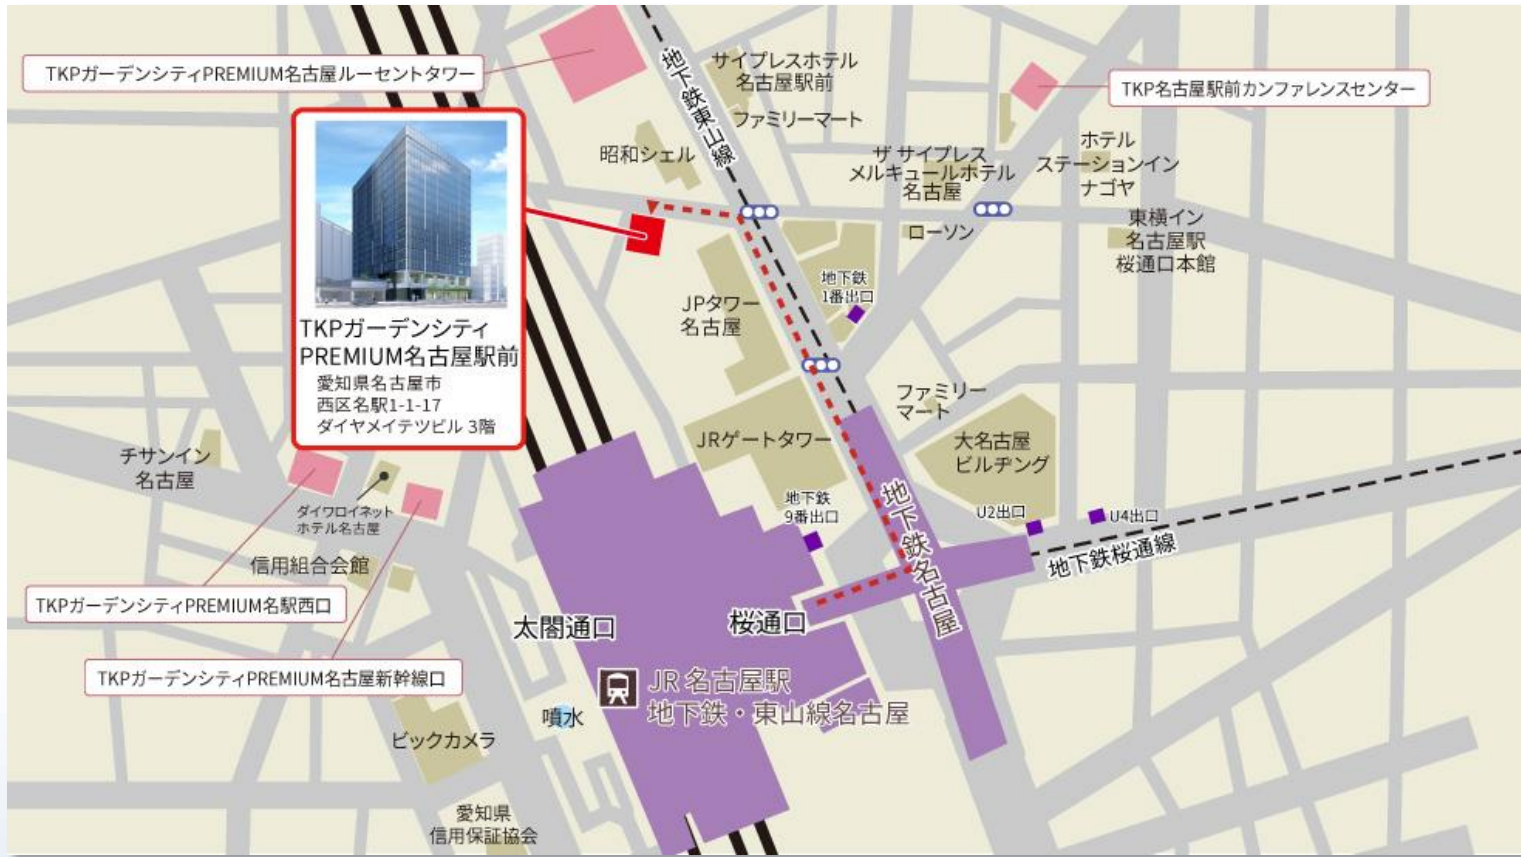 TKPガーデンシティPREMIUM名古屋ルーセントタワー
地下鉄東山線
サイプレスホテル
名古屋駅前
ファミリーマート
TKP名古屋駅前カンファレンスセンター
昭和シェル
ザ サイプレス
メルキュールホテル
名古屋
ホテル
ステーションイン
ナゴヤ
ローソン
東横イン
名古屋駅
桜通口本館
地下鉄
1番出口
JPタワー
名古屋
TKPガーデンシティ
PREMIUM名古屋駅前
愛知県名古屋市
西区名駅1-1-17
ダイヤメイテツビル 3階
ファミリー
マート
JRゲートタワー
大名古屋
ビルヂング
チサンイン
名古屋
ダイワロイネット
ホテル名古屋
地下鉄
9番出口
地下鉄名古屋
U2出口
U4出口
地下鉄桜通線
信用組合会館
TKPガーデンシティPREMIUM名駅西口
太閤通口
桜通口
TKPガーデンシティPREMIUM名古屋新幹線口
JR 名古屋駅
地下鉄・東山線名古屋
噴水
ビックカメラ
愛知県
信用保証協会